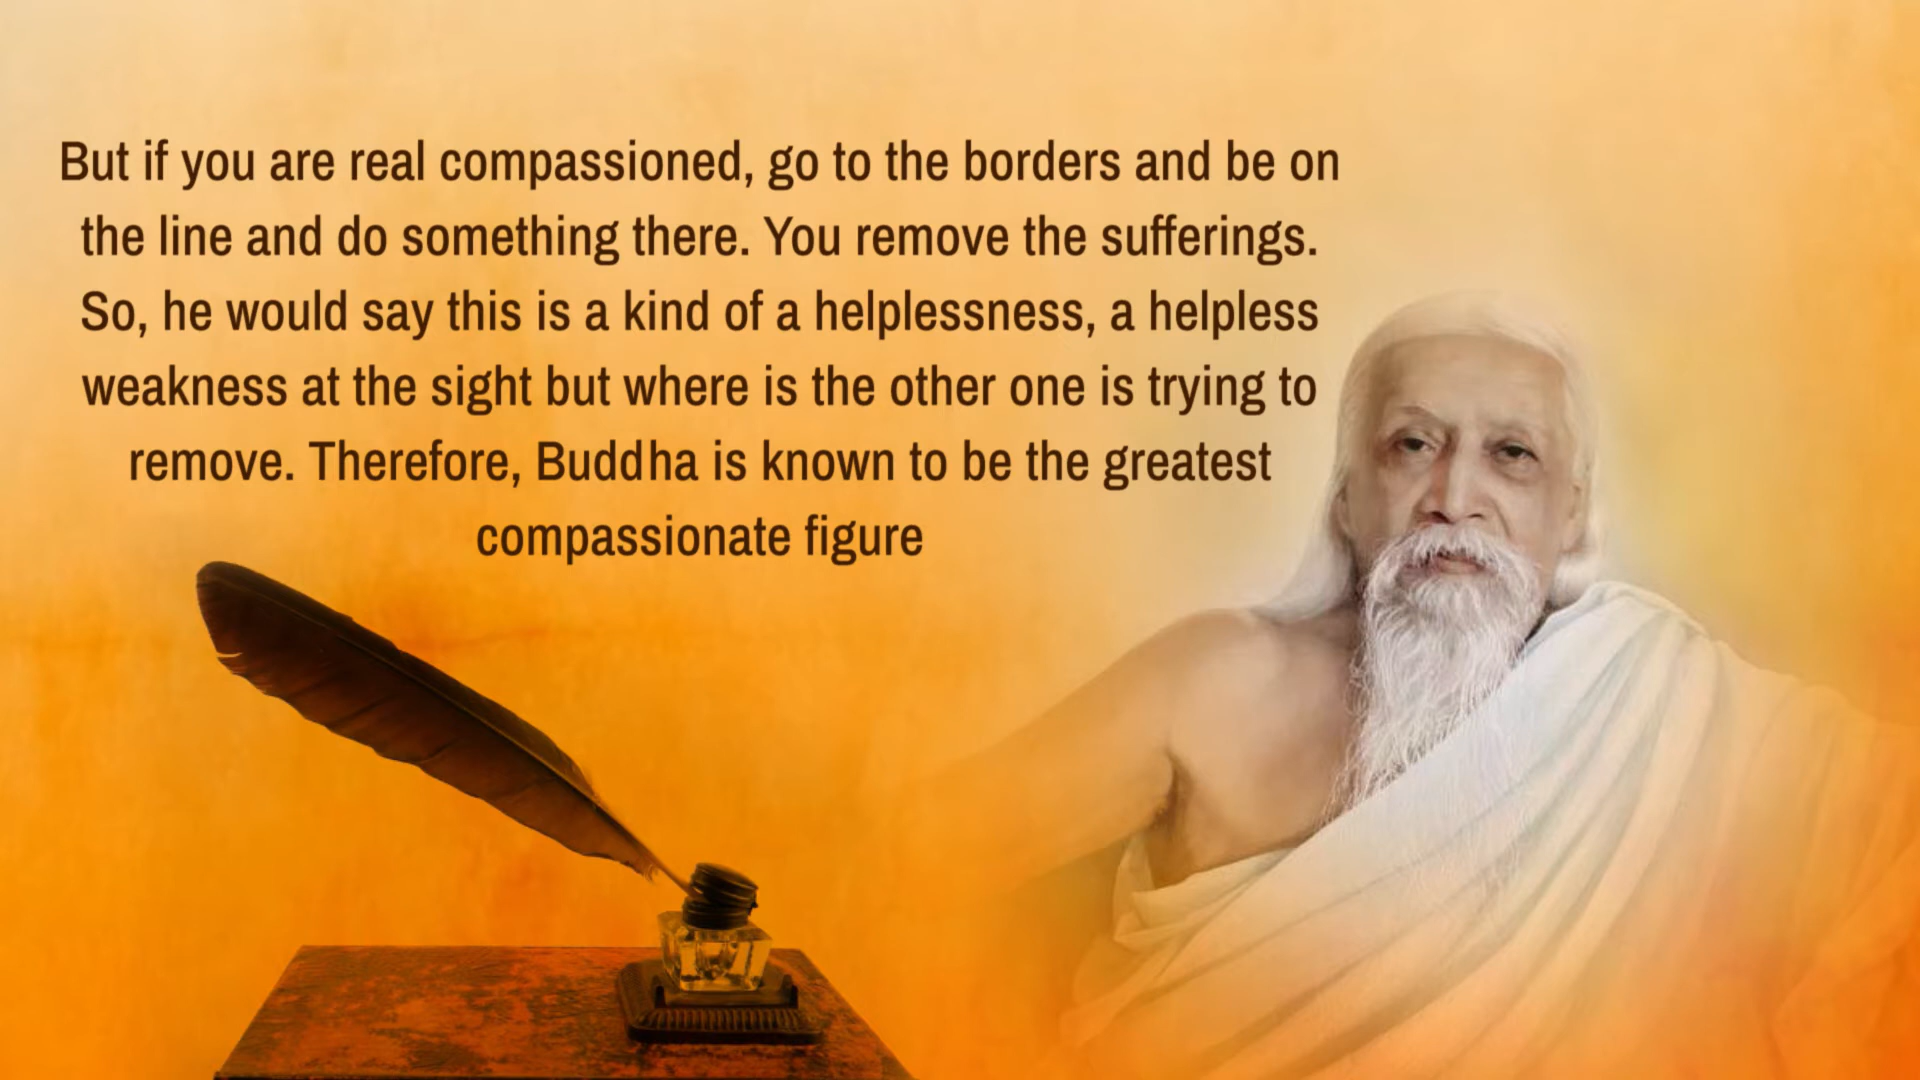 But if you are real compassioned, go to the borders and be on
the line and do something there. You remove the sufferings.
So, he would say this is a kind of a helplessness, a helpless
weakness at the sight but where is the other one is trying to
remove. Therefore, Buddha is known to be the greatest
compassionate figure